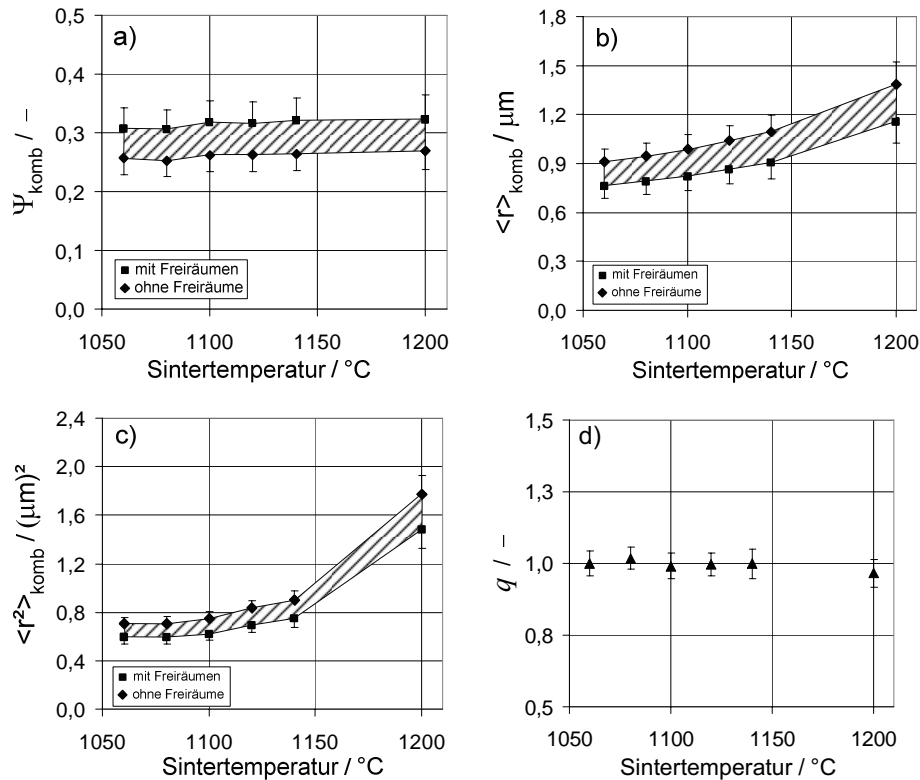 a)
Ψkomb / –
0,5
0,4
0,3
0,2
0,1
0,0
mit Freiräumen
ohne Freiräume
1050
1100
1150
1200
Sintertemperatur / °C
b)
<r>komb / µm
1,8
1,5
1,2
0,9
0,6
0,3
0,0
mit Freiräumen
ohne Freiräume
1050
1100
1150
1200
Sintertemperatur / °C
c)
<r²>komb / (µm)²
2,4
2,0
1,6
1,2
0,8
0,4
0,0
mit Freiräumen
ohne Freiräume
1050
1100
1150
1200
Sintertemperatur / °C
d)
q / –
1,5
1,3
1,0
0,8
0,5
1050
1100
1150
1200
Sintertemperatur / °C